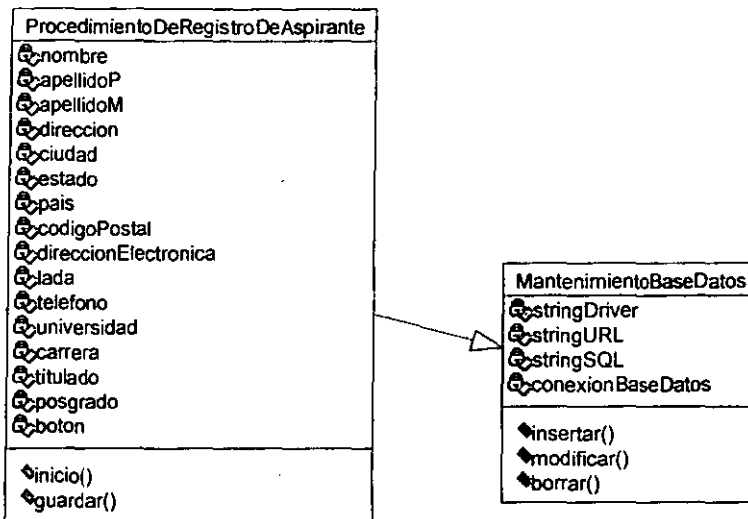 ProcedimientoDeRegistroDeAspirante
nombre
apellidoP
apellidoM
direccion
ciudad
estado
pais
codigoPostal
direccionElectronica
lada
telefono
universidad
carrera
titulado
posgrado
boton
inicio()
guardar()
MantenimientoBaseDatos
stringDriver
stringURL
stringSQL
conexionBaseDatos
insertar()
modificar()
borrar()